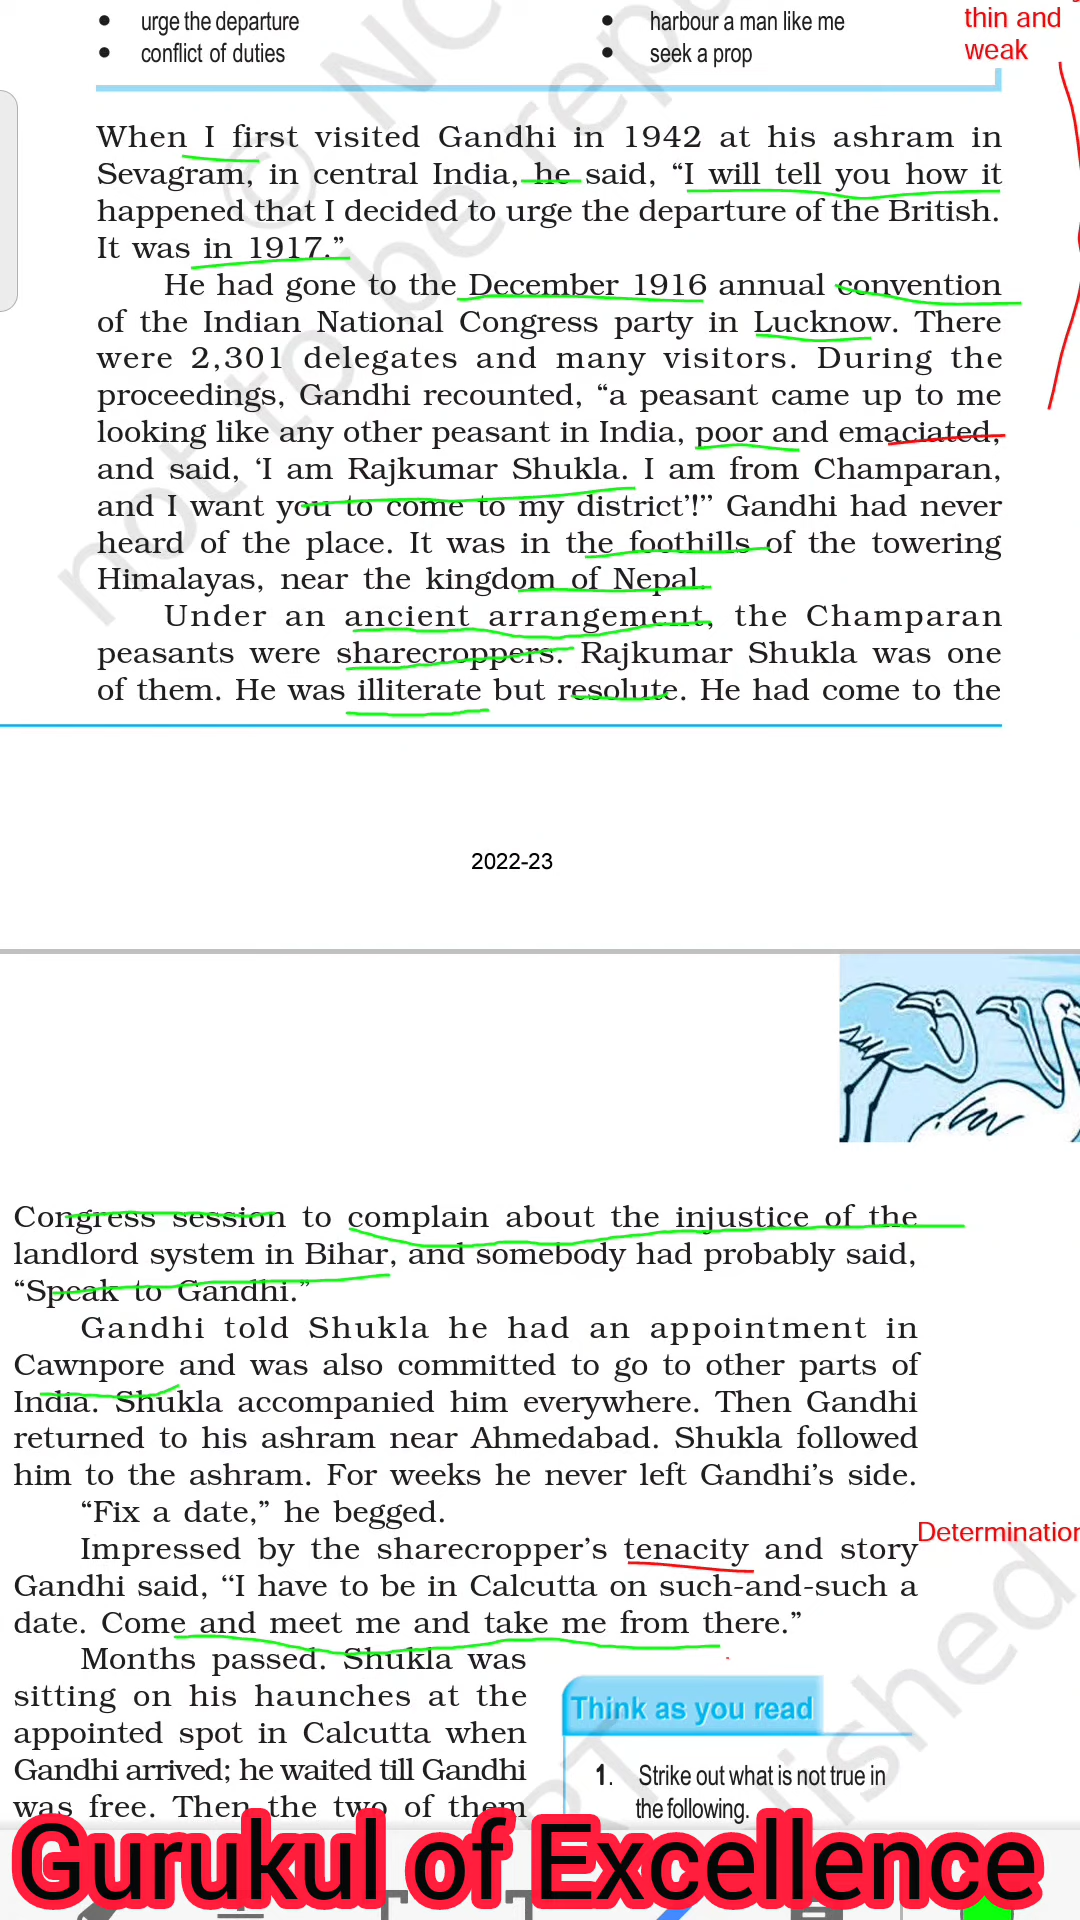 urge the departure
conflict of duties
harbour a man like me
seek a prop
thin and
weak
When I first visited Gandhi in 1942 at his ashram in
Sevagram, in central India, he said, “I will tell you how it
happened that I decided to urge the departure of the British.
It was in 1917.”
He had gone to the December 1916 annual convention
of the Indian National Congress party in Lucknow. There
were 2,301 delegates and many visitors. During the
proceedings, Gandhi recounted, “a peasant came up to me
looking like any other peasant in India, poor and emaciated,
and said, ‘I am Rajkumar Shukla. I am from Champaran,
and I want you to come to my district’!’’ Gandhi had never
heard of the place. It was in the foothills of the towering
Himalayas, near the kingdom of Nepal.
Under an ancient arrangement, the Champaran
peasants were sharecroppers. Rajkumar Shukla was one
of them. He was illiterate but resolute. He had come to the
2022-23
Congress session to complain about the injustice of the
landlord system in Bihar, and somebody had probably said,
“Speak to Gandhi.”
Gandhi told Shukla he had an appointment in
Cawnpore and was also committed to go to other parts of
India. Shukla accompanied him everywhere. Then Gandhi
returned to his ashram near Ahmedabad. Shukla followed
him to the ashram. For weeks he never left Gandhi’s side.
“Fix a date,” he begged.
Impressed by the sharecropper’s tenacity and story
Determination
Gandhi said, ‘‘I have to be in Calcutta on such-and-such a
date. Come and meet me and take me from there.”
Months passed. Shukla was
sitting on his haunches at the
appointed spot in Calcutta when
Gandhi arrived; he waited till Gandhi
was free. Then the two of them
Think as you read
1. Strike out what is not true in
the following.
© NC
not to be repu
RT
lished
Gurukul of Excellence